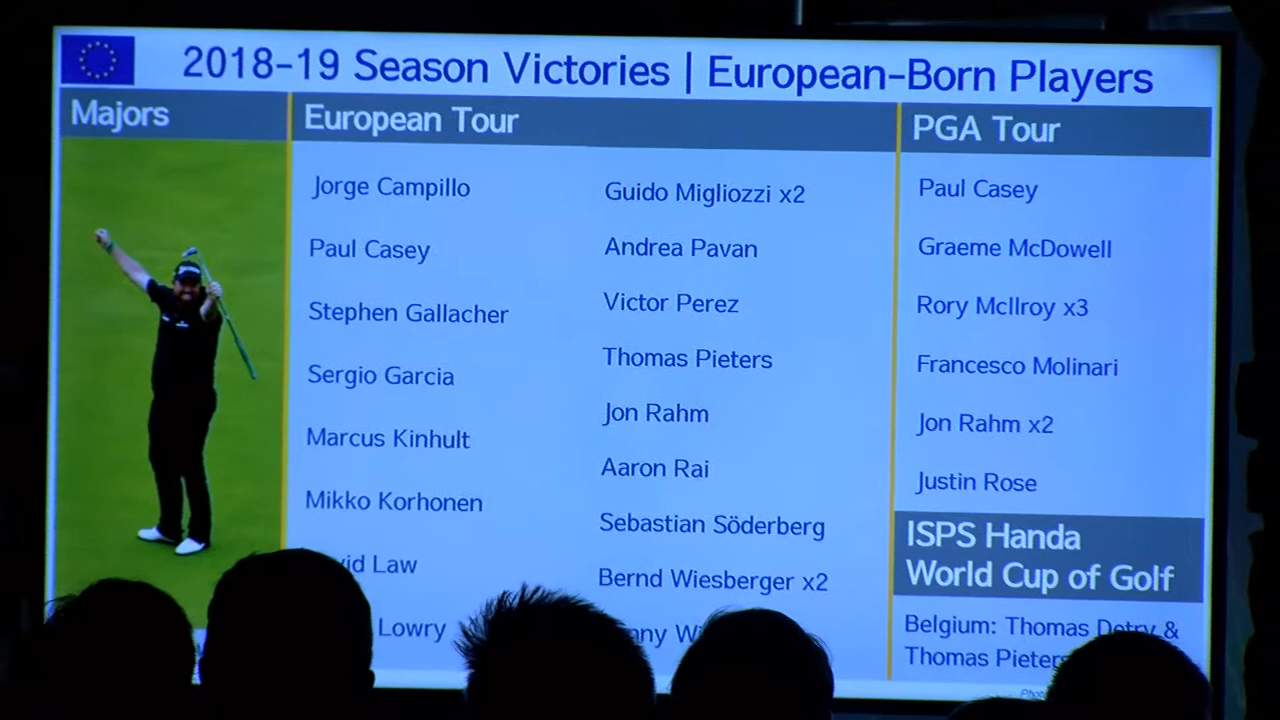 2018-19 Season Victories | European-Born Players
Majors
European Tour
Jorge Campillo
Paul Casey
Stephen Gallacher
Sergio Garcia
Marcus Kinhult
Mikko Korhonen
Law
Lowry
Guido Migliozzi x2
Andrea Pavan
Victor Perez
Thomas Pieters
Jon Rahm
Aaron Rai
Sebastian Söderberg
Bernd Wiesberger x2
PGA Tour
Paul Casey
Graeme McDowell
Rory McIlroy x3
Francesco Molinari
Jon Rahm x2
Justin Rose
ISPS Handa
World Cup of Golf
Belgium: Thomas Detry &
Thomas Pieters